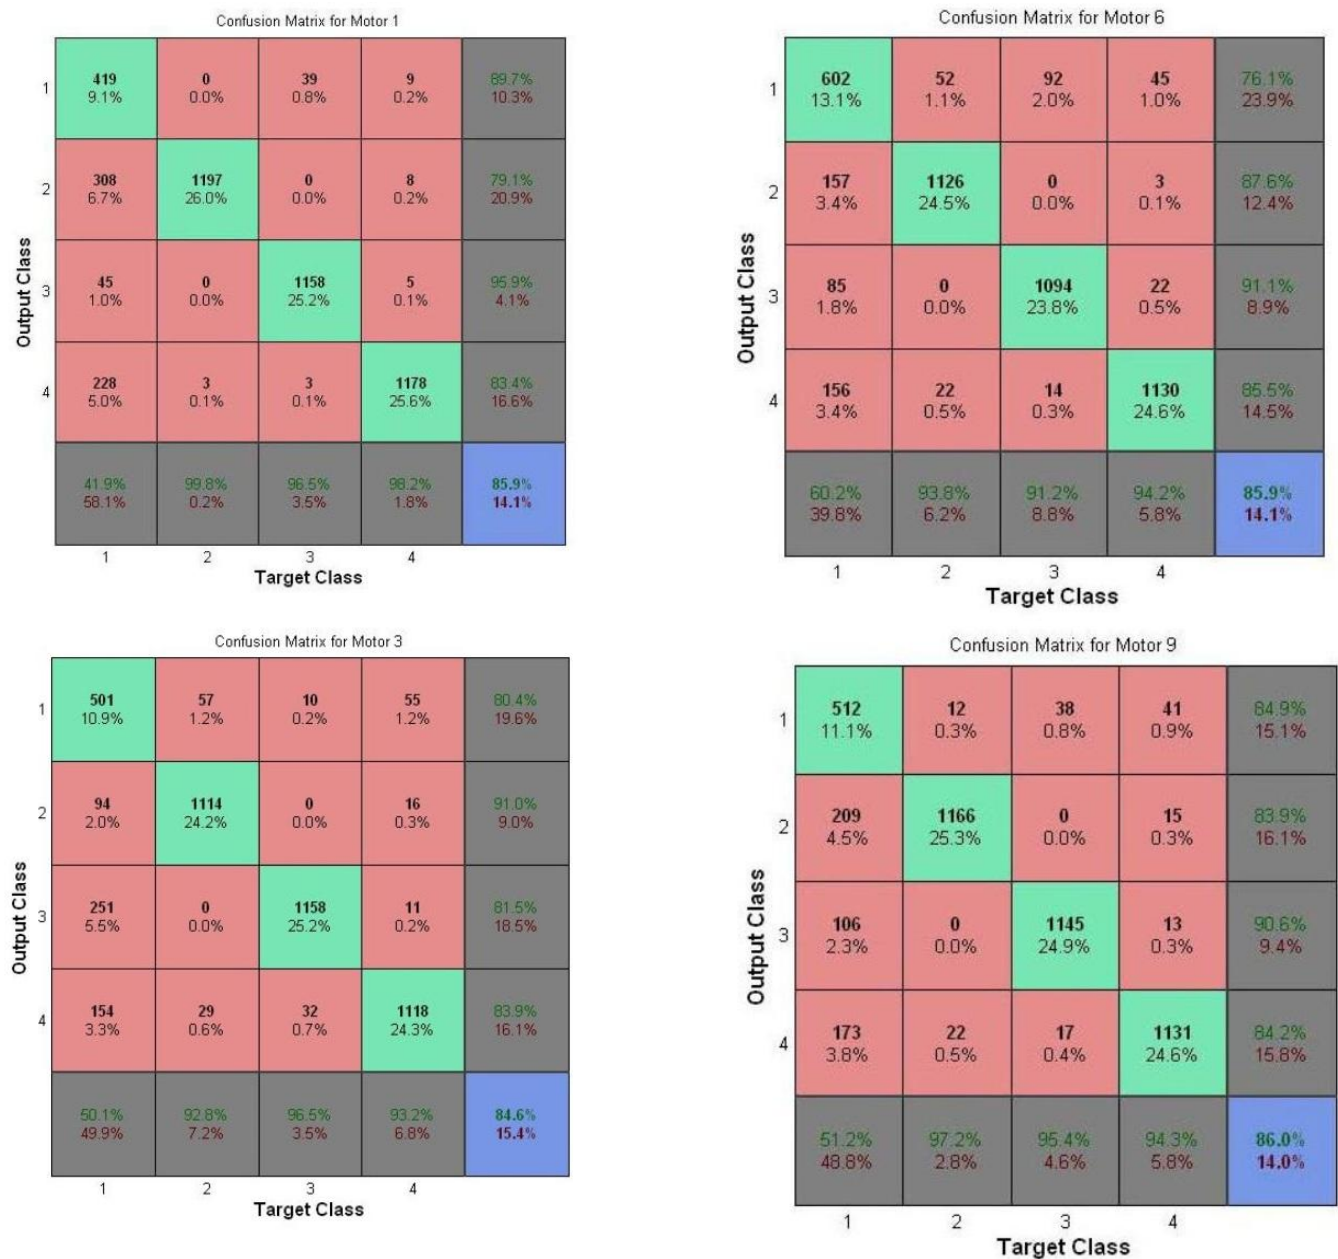 Confusion Matrix for Motor 1
1
419 0 39 9 89.7%
9.1% 0.0% 0.8% 0.2% 10.3%
2
308 1197 0 8 79.1%
6.7% 26.0% 0.0% 0.2% 20.9%
3
45 0 1158 5 95.9%
1.0% 0.0% 25.2% 0.1% 4.1%
4
228 3 3 1178 83.4%
5.0% 0.1% 0.1% 25.6% 16.6%
41.9% 99.8% 96.5% 98.2% 85.9%
58.1% 0.2% 3.5% 1.8% 14.1%
1 2 3 4
Output Class
Target Class
Confusion Matrix for Motor 6
1
602 52 92 45 76.1%
13.1% 1.1% 2.0% 1.0% 23.9%
2
157 1126 0 3 87.6%
3.4% 24.5% 0.0% 0.1% 12.4%
3
85 0 1094 22 91.1%
1.8% 0.0% 23.8% 0.5% 8.9%
4
156 22 14 1130 85.5%
3.4% 0.5% 0.3% 24.6% 14.5%
60.2% 93.8% 91.2% 94.2% 85.9%
39.8% 6.2% 8.8% 5.8% 14.1%
1 2 3 4
Output Class
Target Class
Confusion Matrix for Motor 3
1
501 57 10 55 80.4%
10.9% 1.2% 0.2% 1.2% 19.6%
2
94 1114 0 16 91.0%
2.0% 24.2% 0.0% 0.3% 9.0%
3
251 0 1158 11 81.5%
5.5% 0.0% 25.2% 0.2% 18.5%
4
154 29 32 1118 83.9%
3.3% 0.6% 0.7% 24.3% 16.1%
50.1% 92.8% 96.5% 93.2% 84.6%
49.9% 7.2% 3.5% 6.8% 15.4%
1 2 3 4
Output Class
Target Class
Confusion Matrix for Motor 9
1
512 12 38 41 84.9%
11.1% 0.3% 0.8% 0.9% 15.1%
2
209 1166 0 15 83.9%
4.5% 25.3% 0.0% 0.3% 16.1%
3
106 0 1145 13 90.6%
2.3% 0.0% 24.9% 0.3% 9.4%
4
173 22 17 1131 84.2%
3.8% 0.5% 0.4% 24.6% 15.8%
51.2% 97.2% 95.4% 94.3% 86.0%
48.8% 2.8% 4.6% 5.8% 14.0%
1 2 3 4
Output Class
Target Class